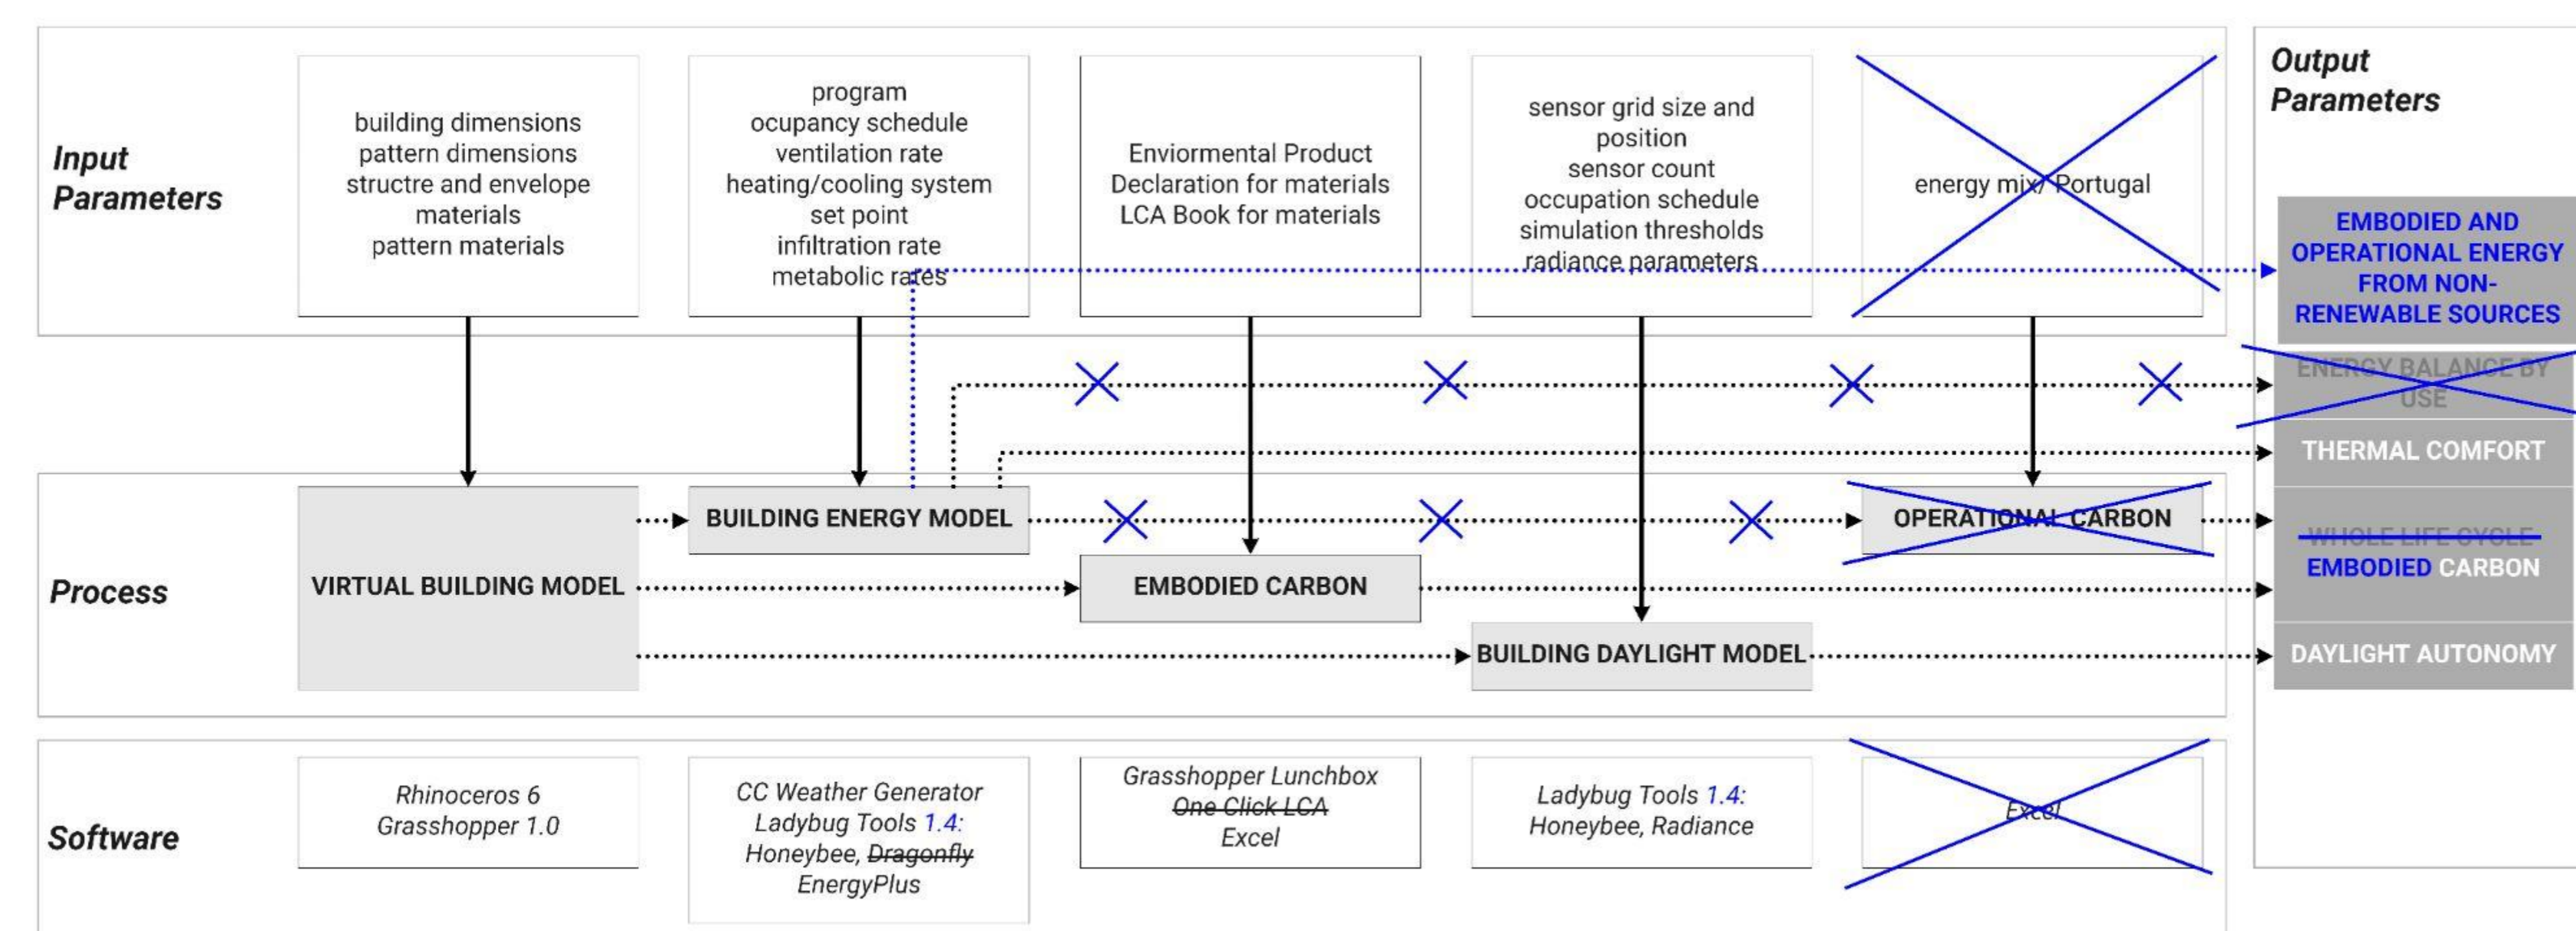 Input
Parameters
building dimensions
pattern dimensions
structre and envelope
materials
pattern materials
program
ocupancy schedule
ventilation rate
heating/cooling system
set point
infiltration rate
metabolic rates
Enviormental Product
Declaration for materials
LCA Book for materials
sensor grid size and
position
sensor count
occupation schedule
simulation thresholds
radiance parameters
energy mix/ Portugal
Output
Parameters
EMBODIED AND
OPERATIONAL ENERGY
FROM NON-
RENEWABLE SOURCES
ENERGY BALANCE BY
USE
THERMAL COMFORT
WHOLE LIFE CYCLE
EMBODIED CARBON
DAYLIGHT AUTONOMY
Process
VIRTUAL BUILDING MODEL
BUILDING ENERGY MODEL
EMBODIED CARBON
BUILDING DAYLIGHT MODEL
OPERATIONAL CARBON
Software
Rhinoceros 6
Grasshopper 1.0
CC Weather Generator
Ladybug Tools 1.4:
Honeybee, Dragonfly
EnergyPlus
Grasshopper Lunchbox
One Click LCA
Excel
Ladybug Tools 1.4:
Honeybee, Radiance
Excel